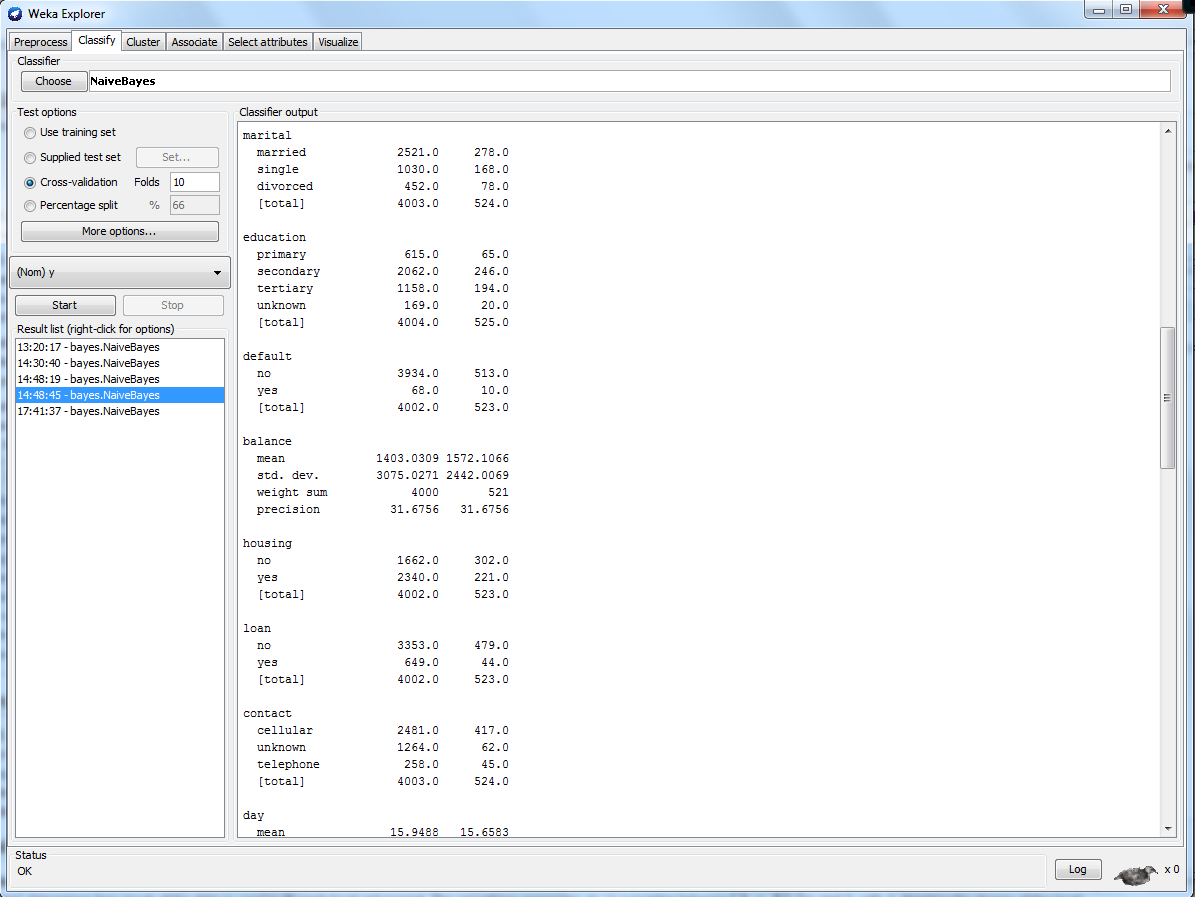 Weka Explorer
Preprocess Classify Cluster Associate Select attributes Visualize
Classifier
Choose NaiveBayes
Test options
Use training set
Supplied test set Set...
Cross-validation Folds 10
Percentage split % 66
More options...
(Nom) y
Start Stop
Result list (right-click for options)
13:20:17 - bayes.NaiveBayes
14:30:40 - bayes.NaiveBayes
14:48:19 - bayes.NaiveBayes
14:48:45 - bayes.NaiveBayes
17:41:37 - bayes.NaiveBayes
Classifier output
marital
married 2521.0 278.0
single 1030.0 168.0
divorced 452.0 78.0
[total] 4003.0 524.0
education
primary 615.0 65.0
secondary 2062.0 246.0
tertiary 1158.0 194.0
unknown 169.0 20.0
[total] 4004.0 525.0
default
no 3934.0 513.0
yes 68.0 10.0
[total] 4002.0 523.0
balance
mean 1403.0309 1572.1066
std. dev. 3075.0271 2442.0069
weight sum 4000 521
precision 31.6756 31.6756
housing
no 1662.0 302.0
yes 2340.0 221.0
[total] 4002.0 523.0
loan
no 3353.0 479.0
yes 649.0 44.0
[total] 4002.0 523.0
contact
cellular 2481.0 417.0
unknown 1264.0 62.0
telephone 258.0 45.0
[total] 4003.0 524.0
day
mean 15.9488 15.6583
Status
OK
Log x 0